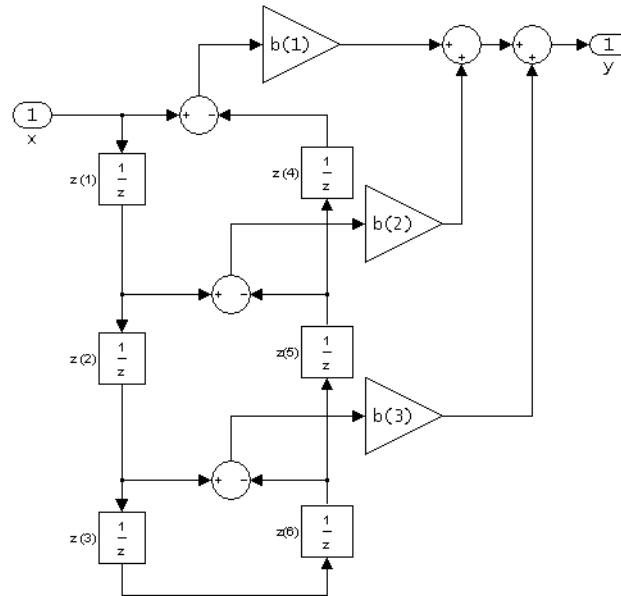 b(1)
+
+
+
+
1
y
1
x
+
−
z(1)
1
z
z(4)
1
z
b(2)
+
−
z(2)
1
z
z(5)
1
z
b(3)
+
−
z(3)
1
z
z(6)
1
z